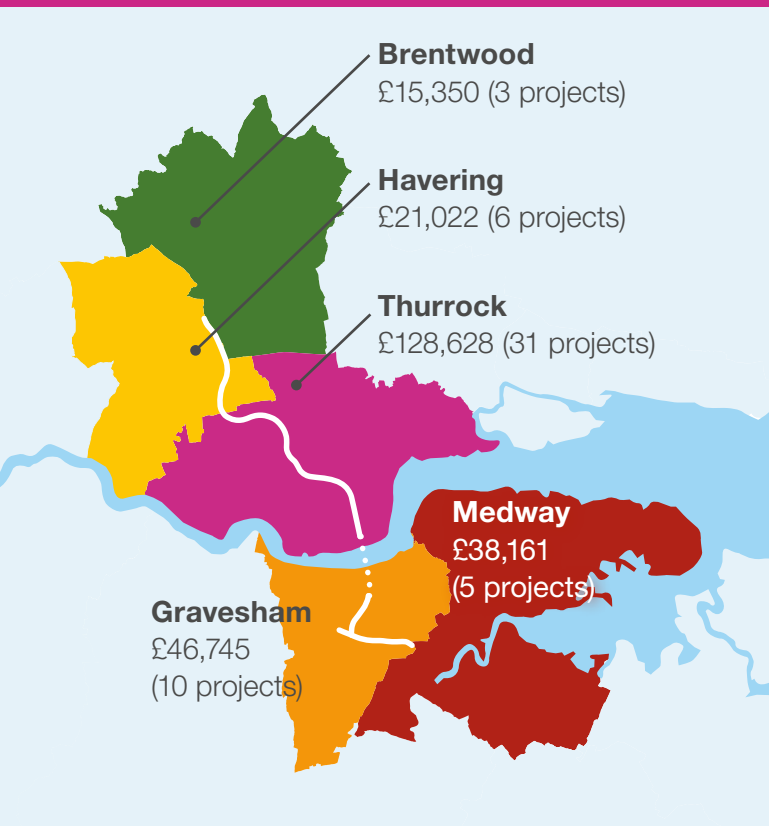 Brentwood
£15,350 (3 projects)
Havering
£21,022 (6 projects)
Thurrock
£128,628 (31 projects)
Medway
£38,161
(5 projects)
Gravesham
£46,745
(10 projects)